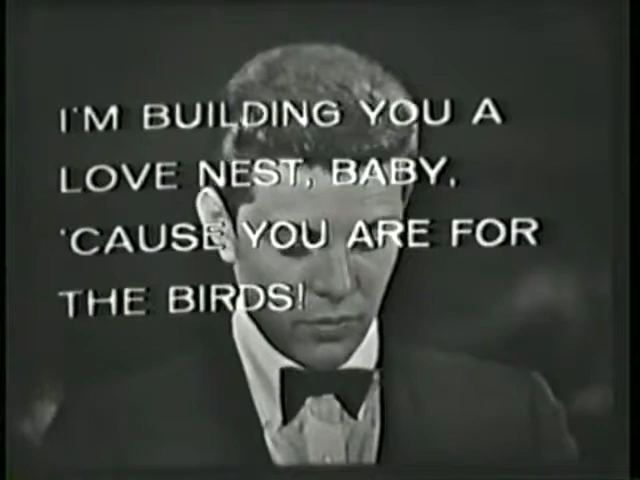 I'M BUILDING YOU A
LOVE NEST, BABY,
'CAUSE YOU ARE FOR
THE BIRDS!